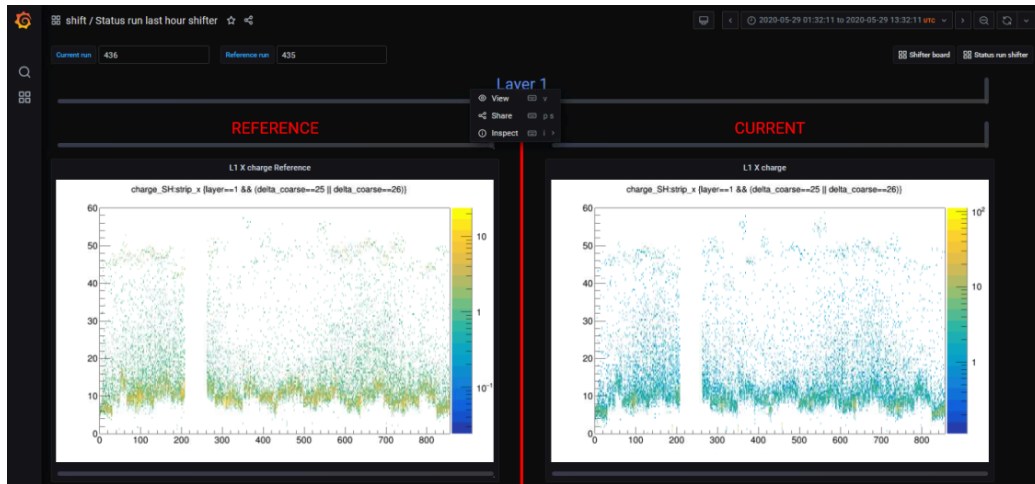 shift / Status run last hour shifter
2020-05-29 01:32:11 to 2020-05-29 13:32:11 UTC
Current run 436 Reference run 435
Shifter board Status run shifter
Layer 1
View v
Share p s
Inspect i
REFERENCE
CURRENT
L1 X charge Reference
charge_SH:strip_x {layer==1 && (delta_coarse==25 || delta_coarse==26)}
60
50
40
30
20
10
0
0 100 200 300 400 500 600 700 800
10
1
10⁻¹
L1 X charge
charge_SH:strip_x {layer==1 && (delta_coarse==25 || delta_coarse==26)}
60
50
40
30
20
10
0
0 100 200 300 400 500 600 700 800
10²
10
1